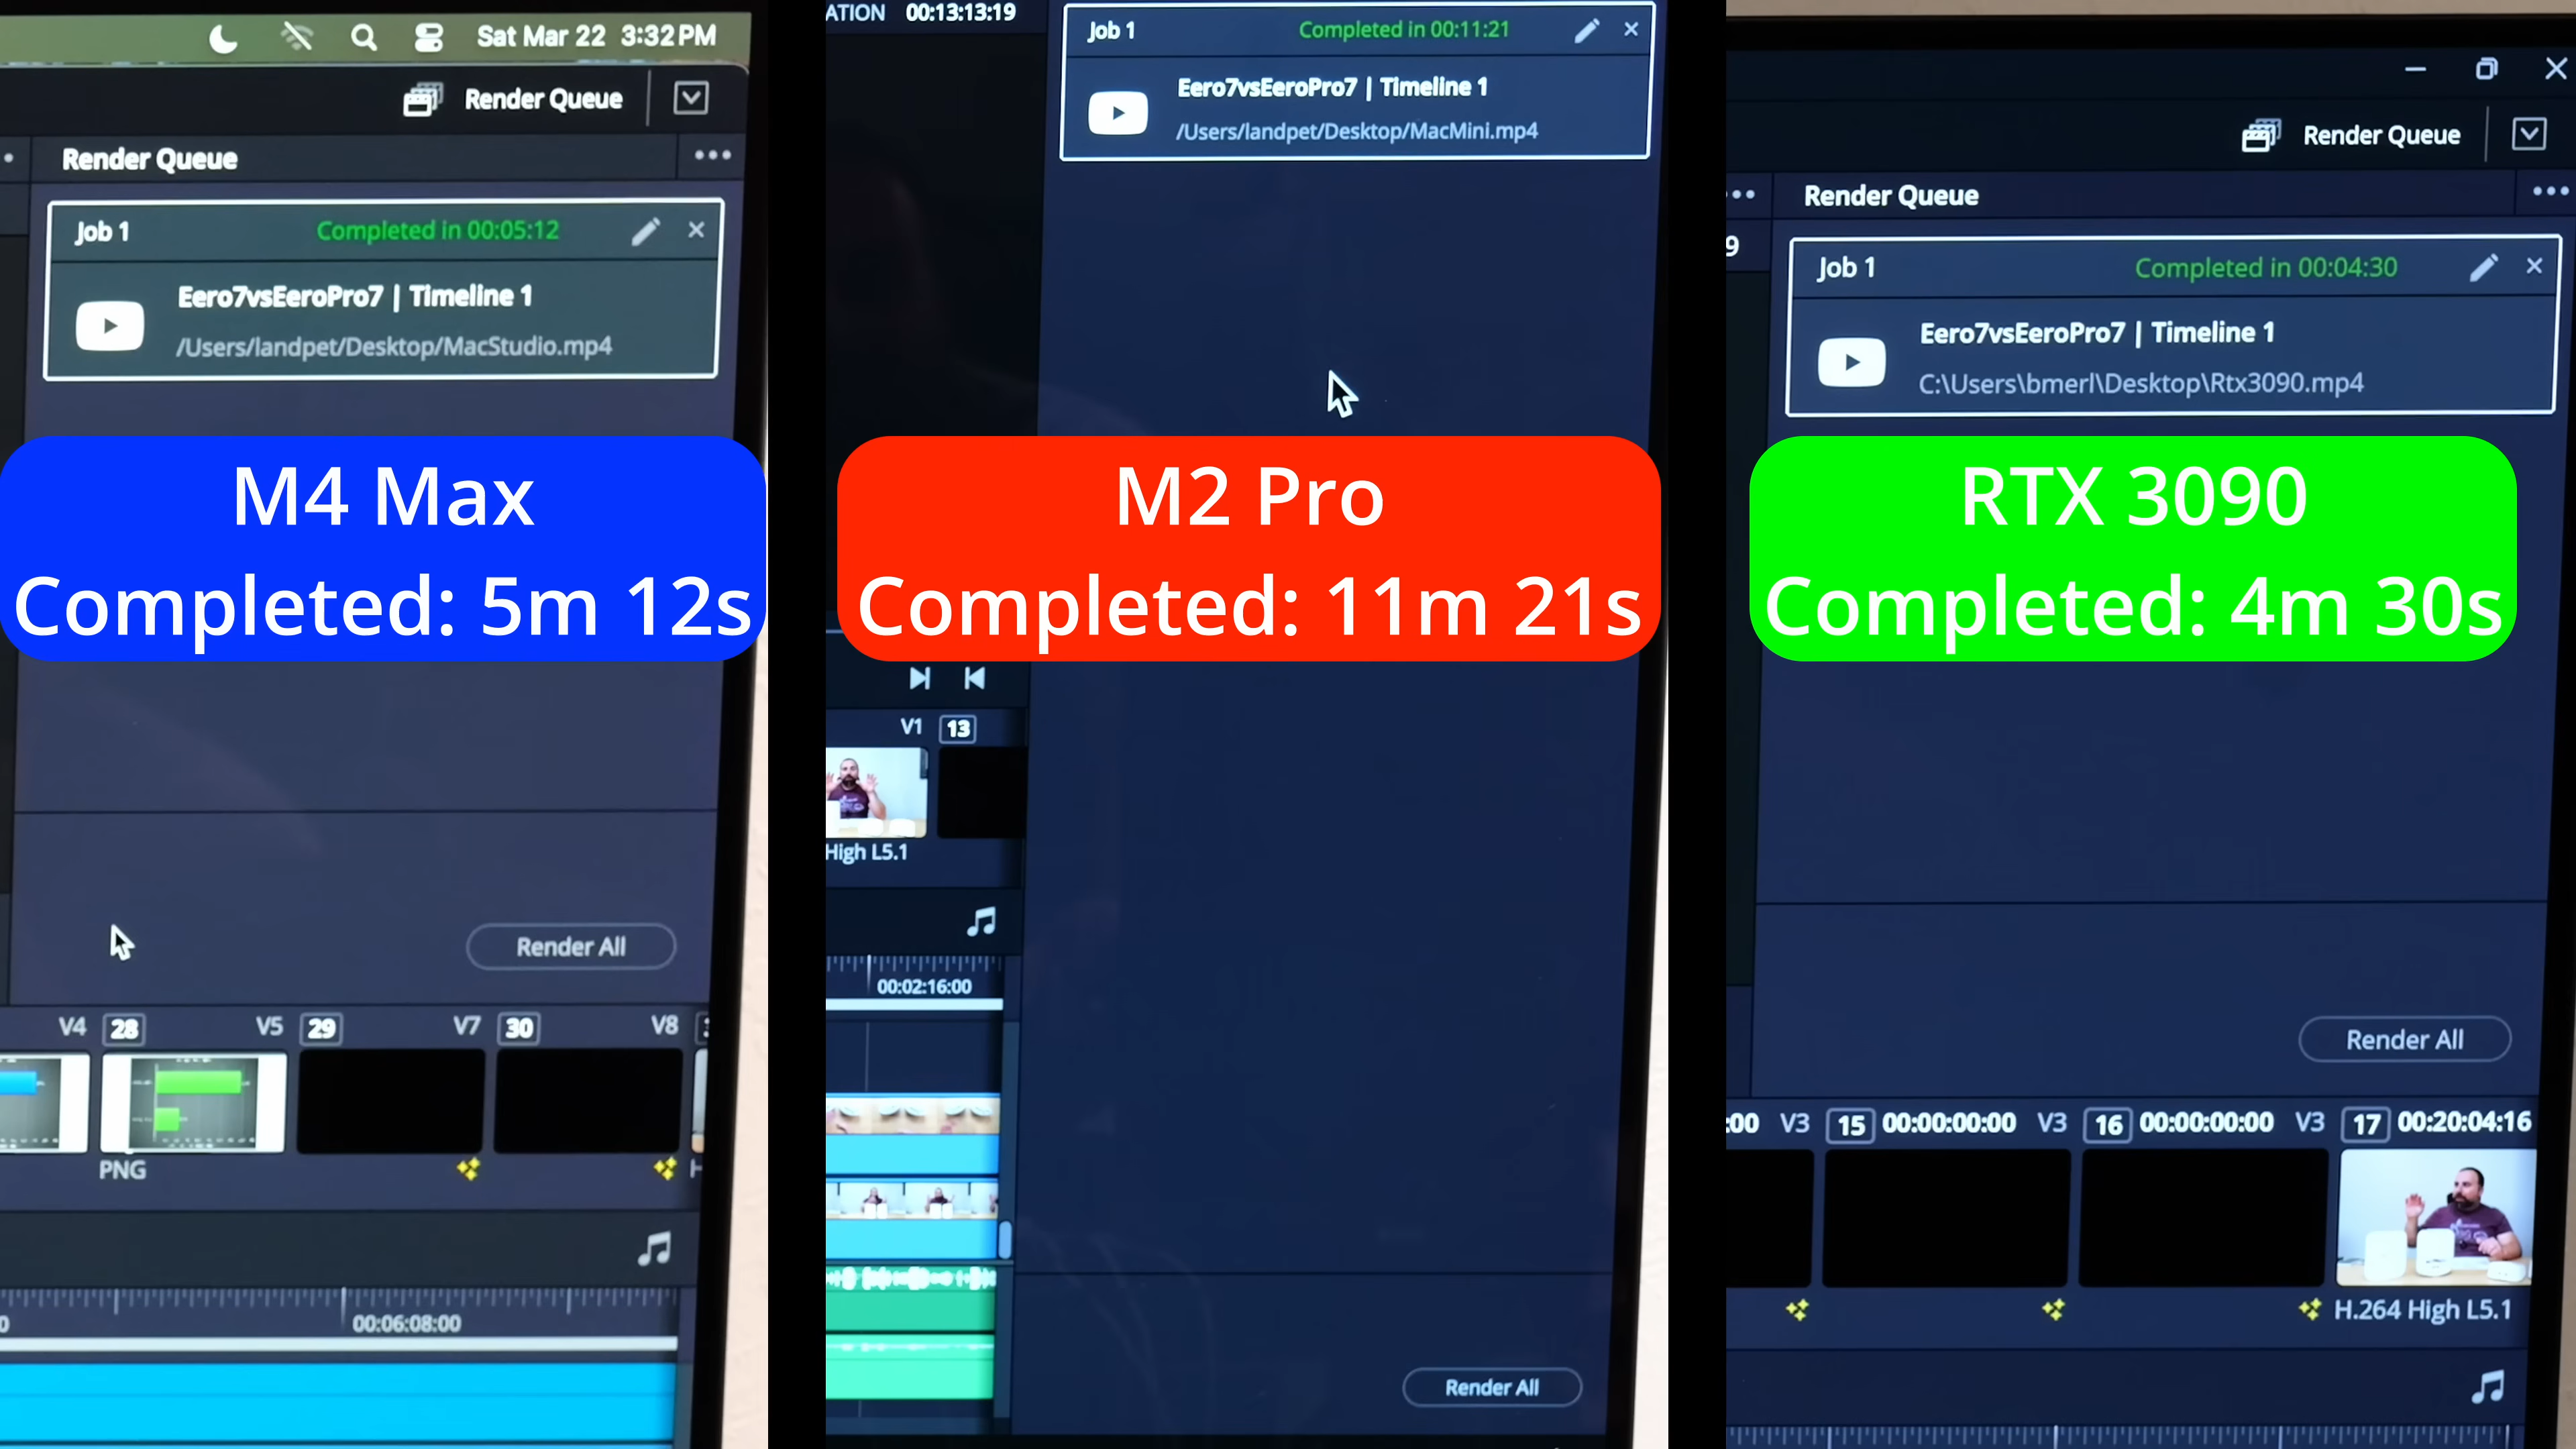 Sat Mar 22 3:32 PM
Render Queue
Render Queue
Job 1 Completed in 00:05:12
Eero7vsEeroPro7 | Timeline 1
/Users/landpet/Desktop/MacStudio.mp4
M4 Max
Completed: 5m 12s
Render All
V4 28 V5 29 V7 30 V8
PNG
00:06:08:00
ATION 00:13:13:19
Job 1 Completed in 00:11:21
Eero7vsEeroPro7 | Timeline 1
/Users/landpet/Desktop/MacMini.mp4
M2 Pro
Completed: 11m 21s
V1 13
High L5.1
00:02:16:00
Render All
Render Queue
Render Queue
9
Job 1 Completed in 00:04:30
Eero7vsEeroPro7 | Timeline 1
C:\Users\bmerl\Desktop\Rtx3090.mp4
RTX 3090
Completed: 4m 30s
Render All
:00 V3 15 00:00:00:00 V3 16 00:00:00:00 V3 17 00:20:04:16
H.264 High L5.1